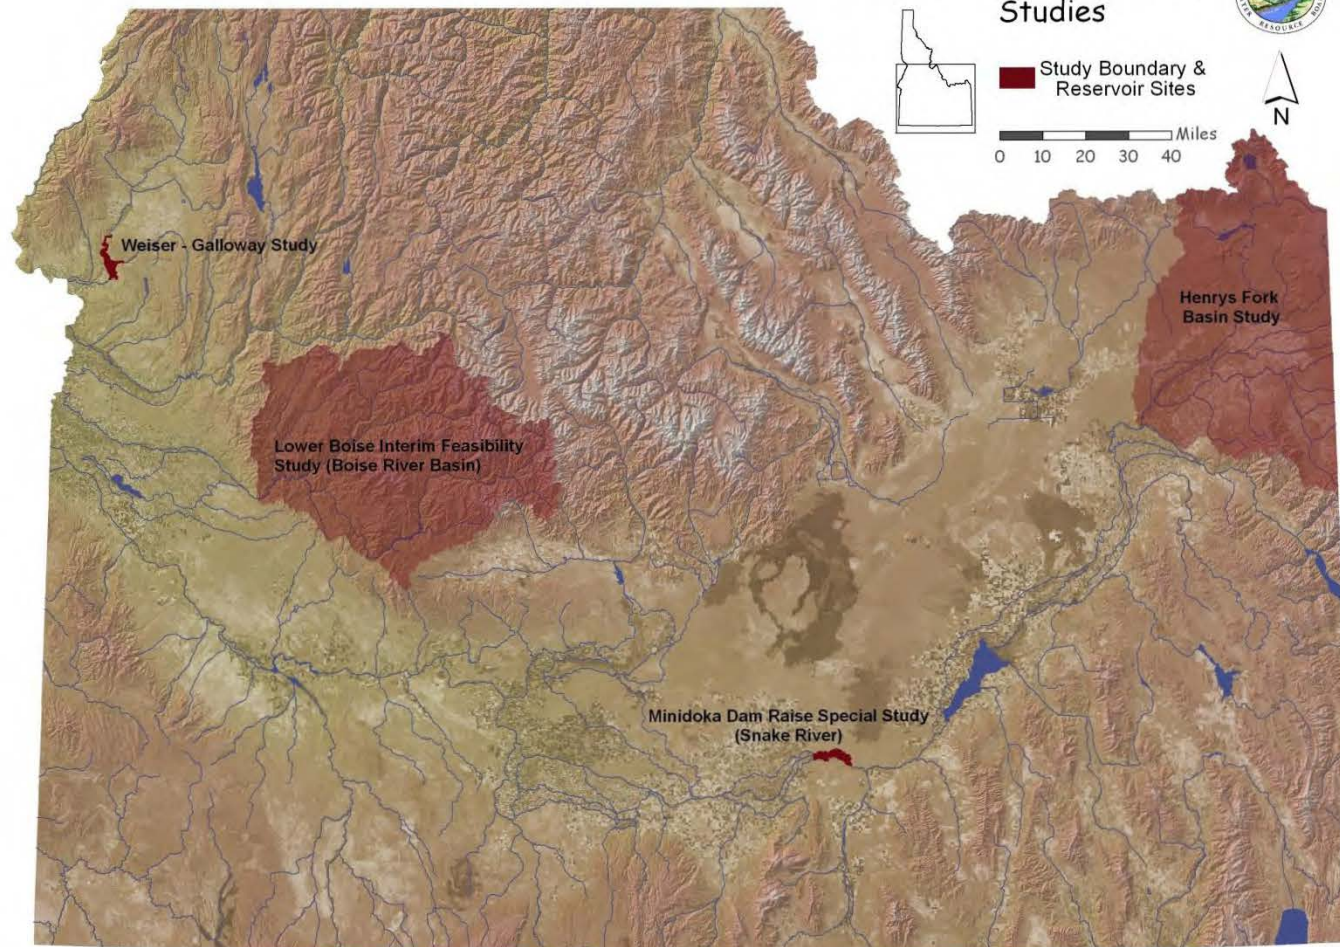 Studies
Study Boundary &
Reservoir Sites
N
Miles
0 10 20 30 40
RESOURCE
Weiser - Galloway Study
Henrys Fork
Basin Study
Lower Boise Interim Feasibility
Study (Boise River Basin)
Minidoka Dam Raise Special Study
(Snake River)